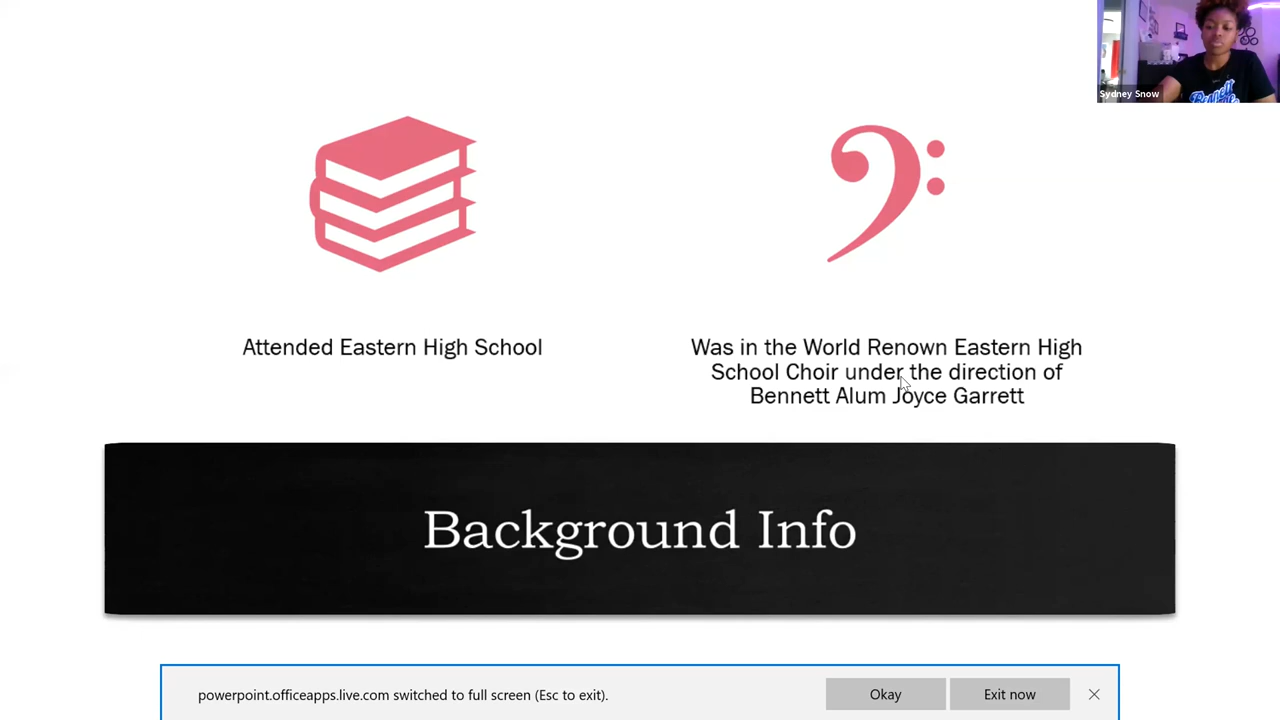 Sydney Snow
Attended Eastern High School
Was in the World Renown Eastern High
School Choir under the direction of
Bennett Alum Joyce Garrett
Background Info
powerpoint.officeapps.live.com switched to full screen (Esc to exit).
Okay
Exit now